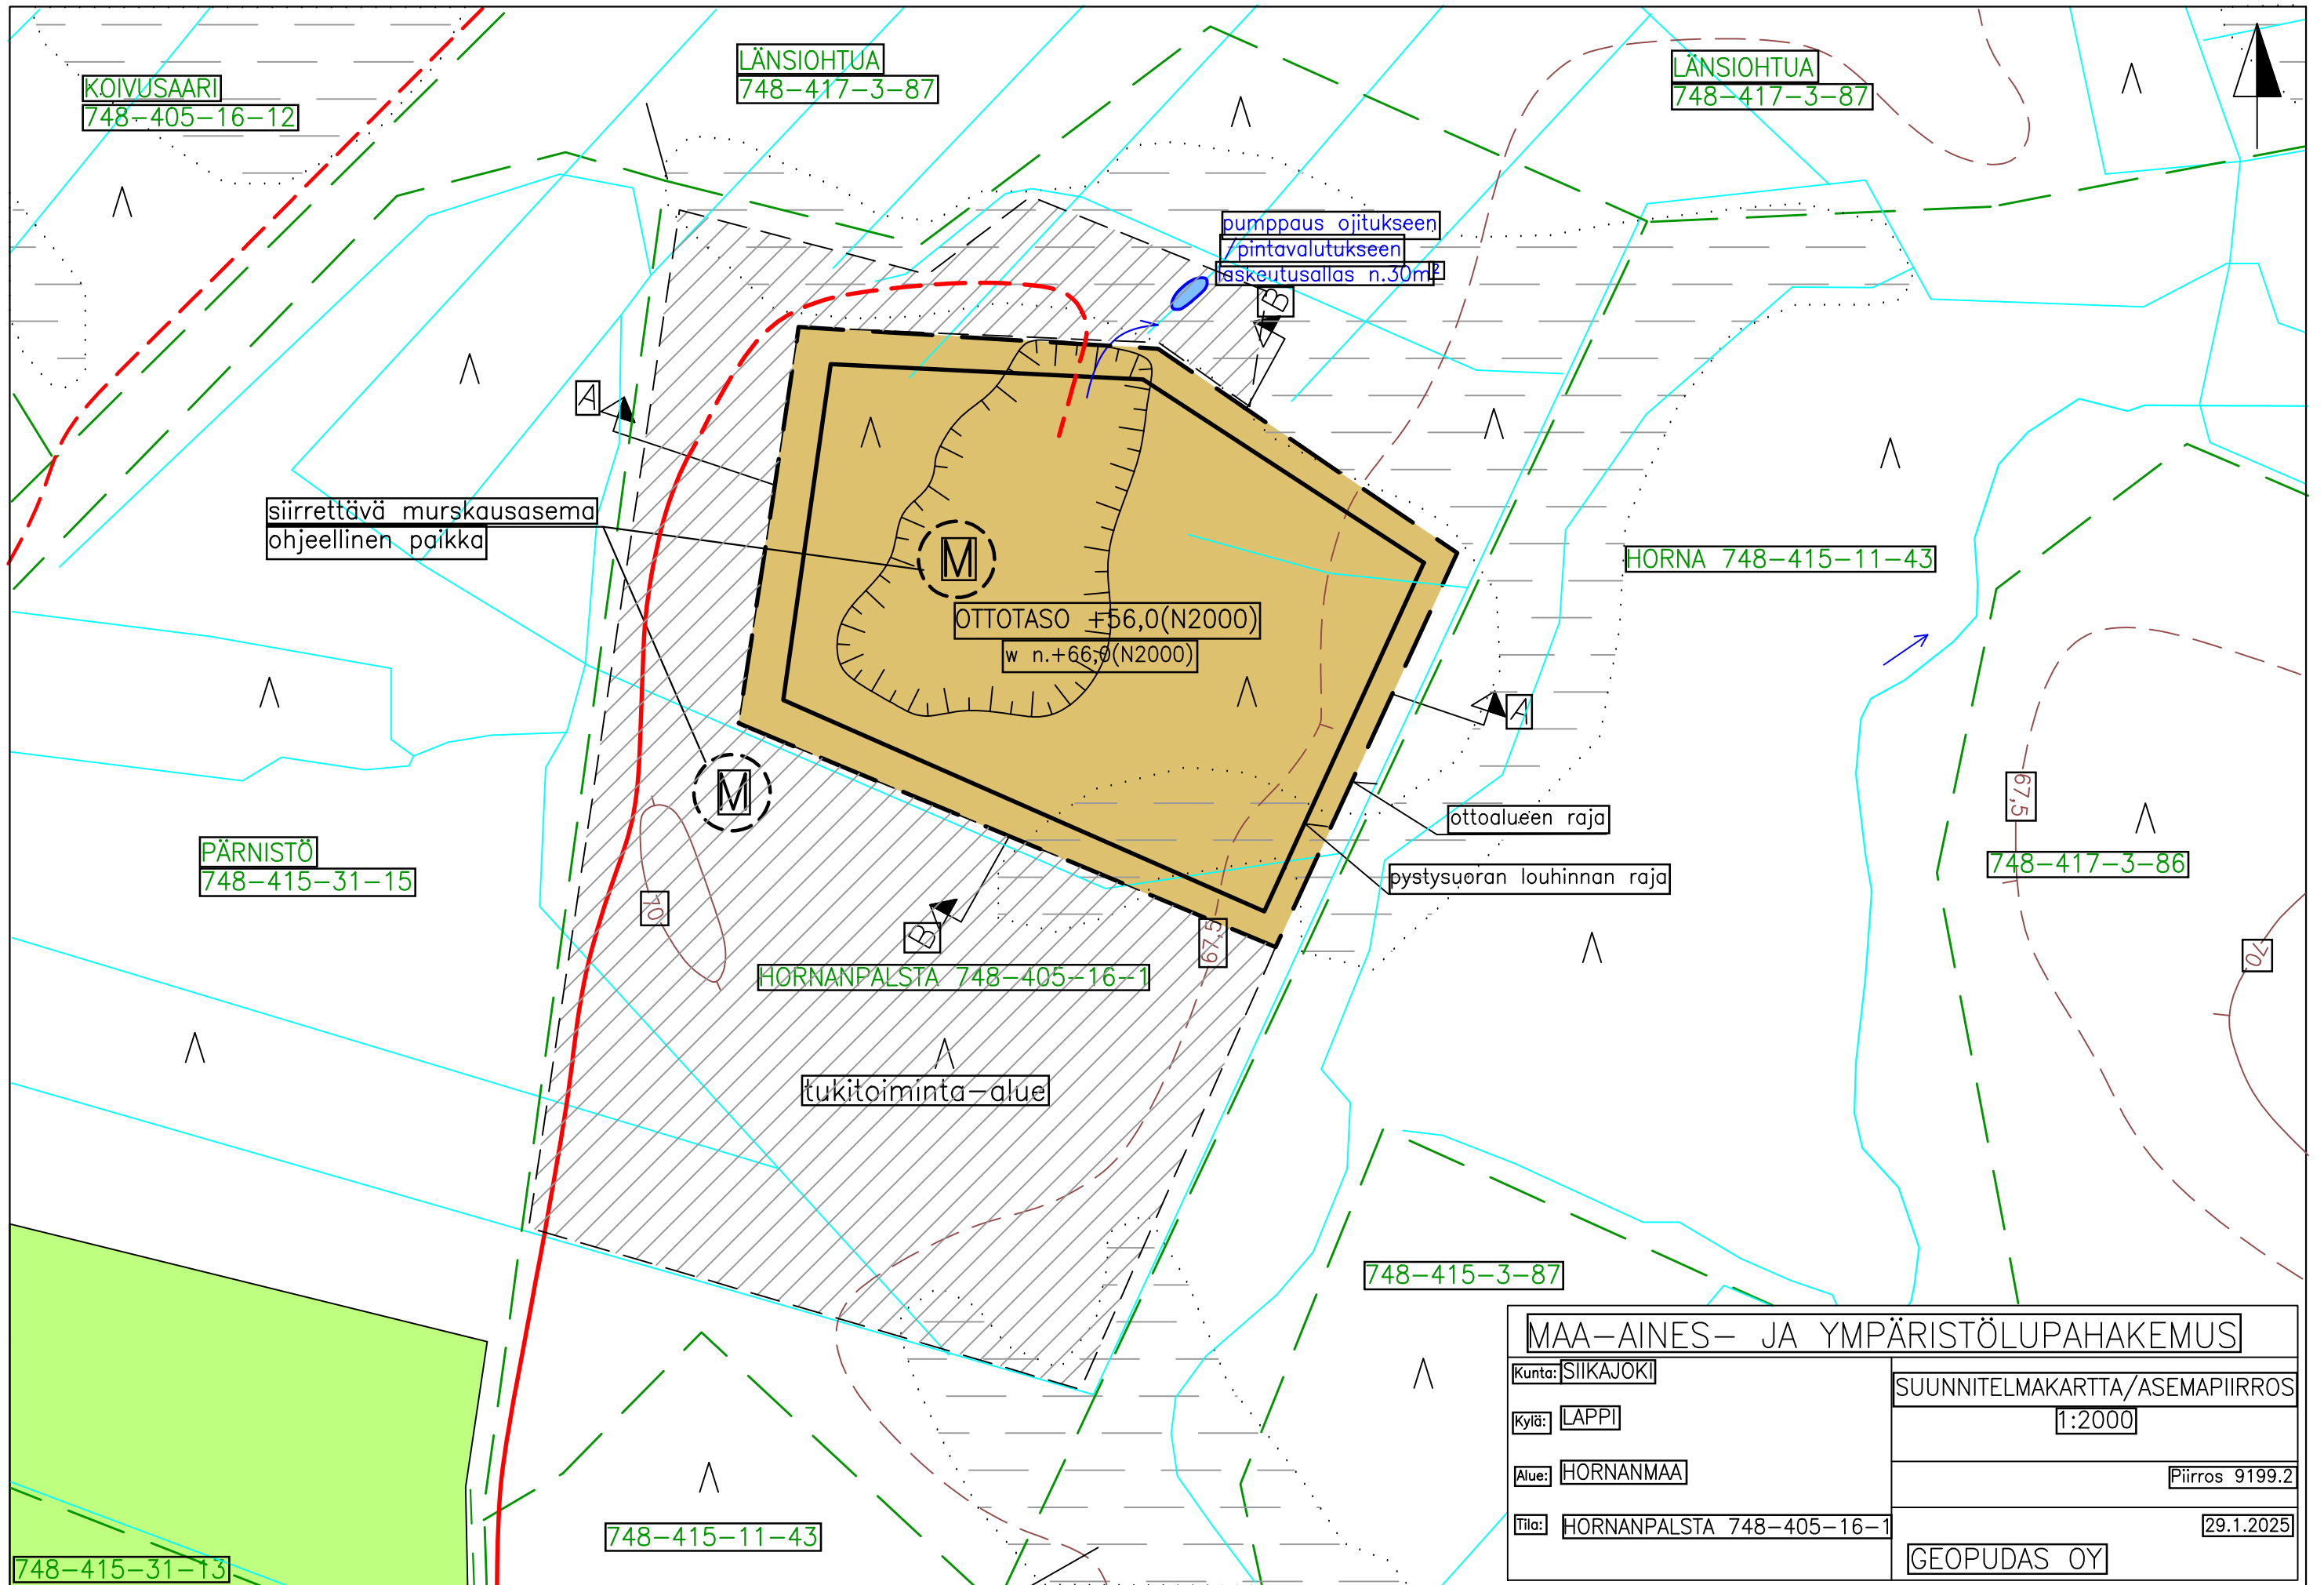 KOIVUSAARI
748-405-16-12
LÄNSIOHTUA
748-417-3-87
LÄNSIOHTUA
748-417-3-87
pumppaus ojitukseen
/pintavalutukseen
laskeutusallas n.30m²
B
A
siirrettävä murskausasema
ohjeellinen paikka
M
HORNA 748-415-11-43
OTTOTASO +56,0(N2000)
w n.+66,0(N2000)
A
M
67,5
ottoalueen raja
PÄRNISTÖ
748-415-31-15
748-417-3-86
pystysuoran louhinnan raja
70
B
67,5
70
HORNANPALSTA 748-405-16-1
tukitoiminta-alue
748-415-3-87
748-415-11-43
748-415-31-13
MAA-AINES- JA YMPÄRISTÖLUPAHAKEMUS
Kunta: SIIKAJOKI
SUUNNITELMAKARTTA/ASEMAPIIRROS
1:2000
Kylä: LAPPI
Alue: HORNANMAA
Piirros 9199.2
Tila: HORNANPALSTA 748-405-16-1
29.1.2025
GEOPUDAS OY